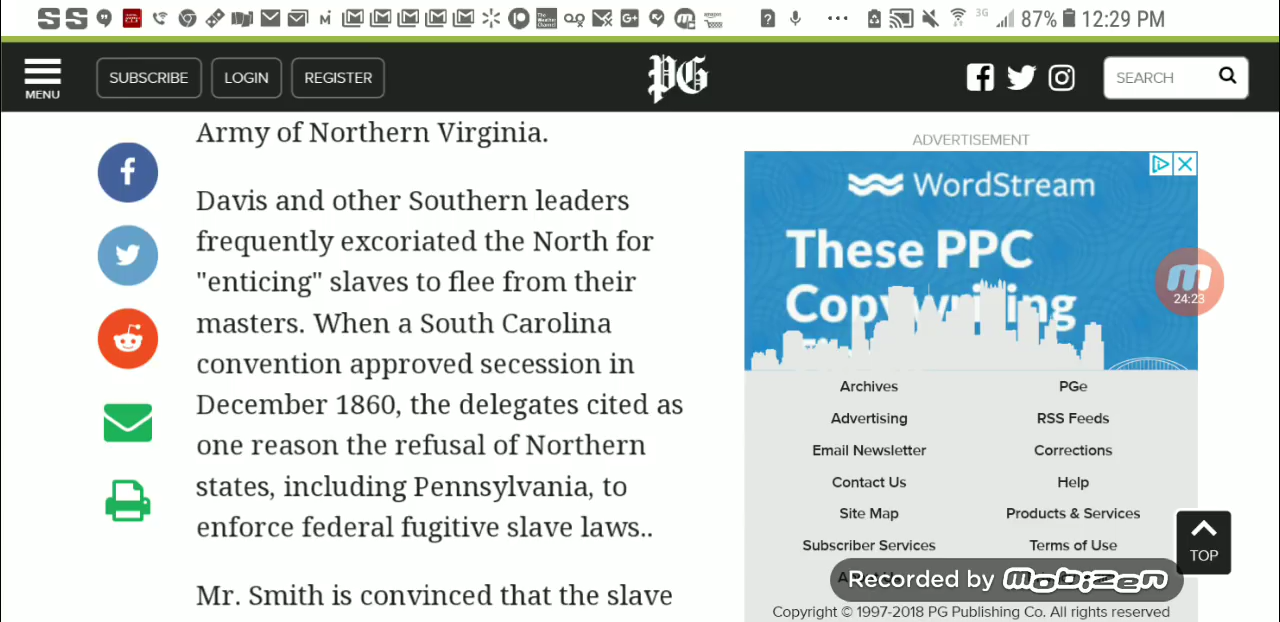 3G 87% 12:29 PM
MENU
SUBSCRIBE
LOGIN
REGISTER
PG
SEARCH
Army of Northern Virginia.
Davis and other Southern leaders
frequently excoriated the North for
"enticing" slaves to flee from their
masters. When a South Carolina
convention approved secession in
December 1860, the delegates cited as
one reason the refusal of Northern
states, including Pennsylvania, to
enforce federal fugitive slave laws..
Mr. Smith is convinced that the slave
ADVERTISEMENT
WordStream
These PPC
Copywriting
24:23
Archives
PGe
Advertising
RSS Feeds
Email Newsletter
Corrections
Contact Us
Help
Site Map
Products & Services
Subscriber Services
Terms of Use
TOP
Recorded by mobizen
Copyright © 1997-2018 PG Publishing Co. All rights reserved